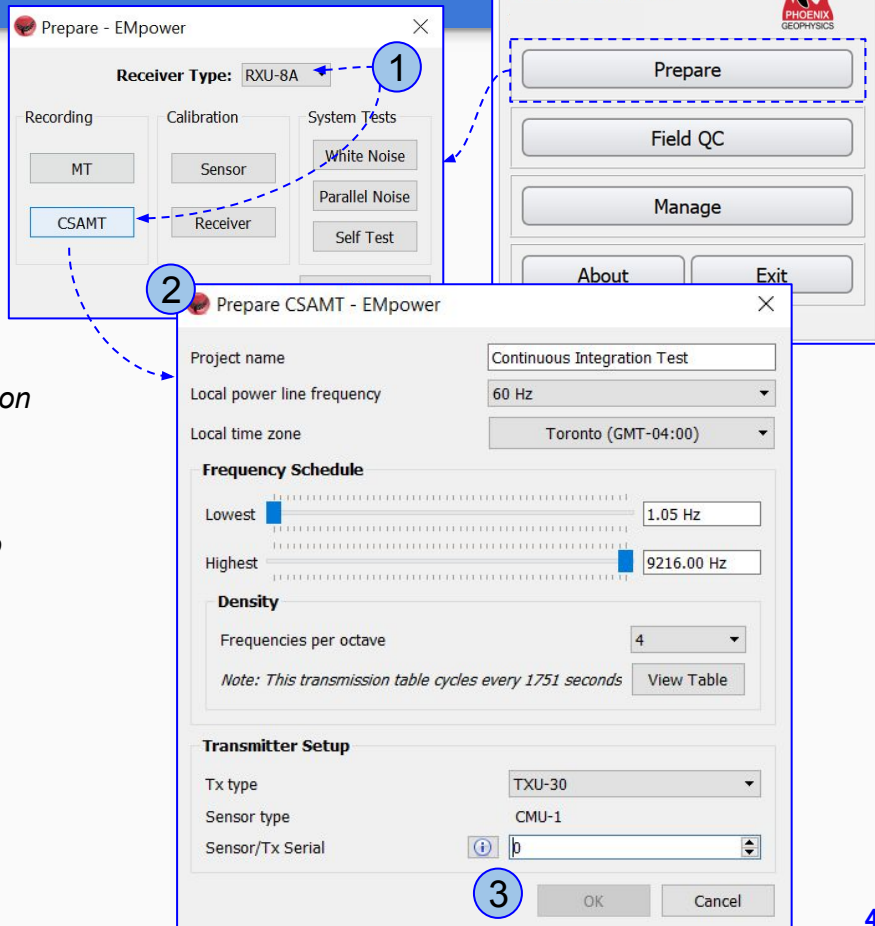 PHOENIX
GEOPHYSICS
Prepare
Field QC
Manage
About Exit
Prepare - EMpower
Receiver Type: RXU-8A
1
Recording Calibration System Tests
MT Sensor White Noise
Parallel Noise
CSAMT Receiver
Self Test
2
Prepare CSAMT - EMpower
Project name Continuous Integration Test
Local power line frequency 60 Hz
Local time zone Toronto (GMT-04:00)
Frequency Schedule
Lowest 1.05 Hz
Highest 9216.00 Hz
Density
Frequencies per octave 4
Note: This transmission table cycles every 1751 seconds View Table
Transmitter Setup
Tx type TXU-30
Sensor type CMU-1
Sensor/Tx Serial i 0
3
OK Cancel
on
4